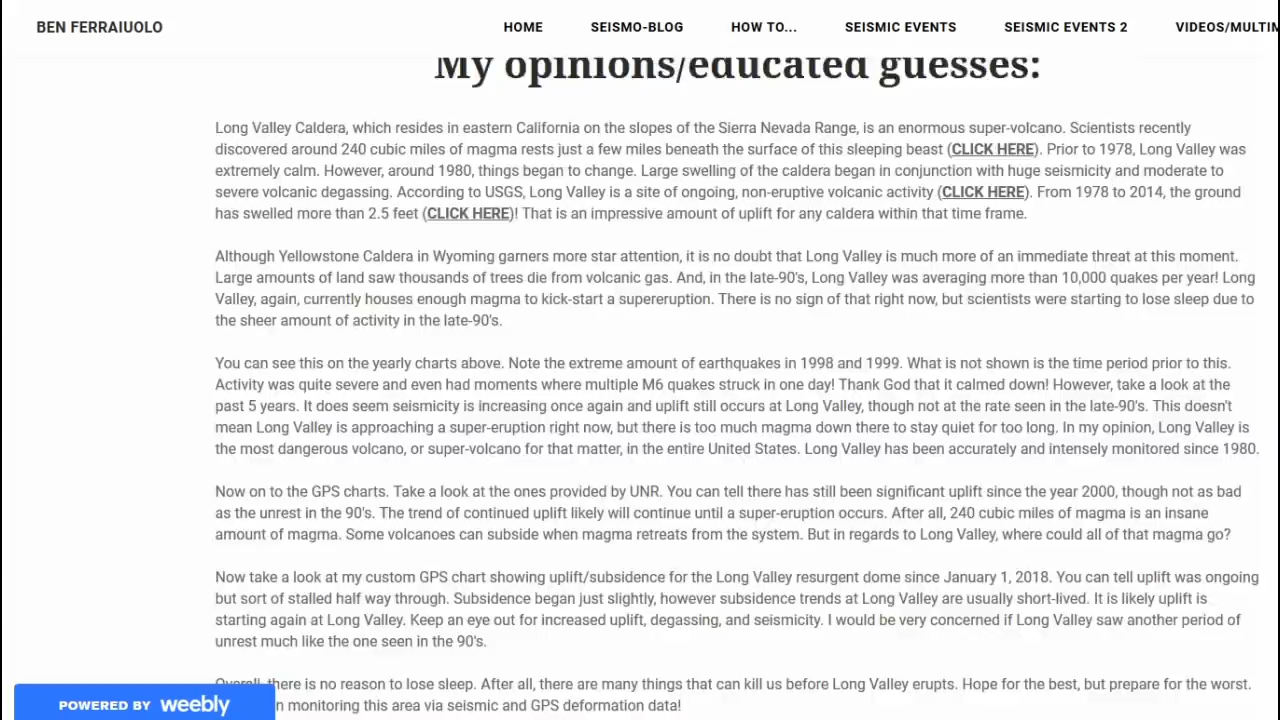 BEN FERRAIUOLO
HOME SEISMO-BLOG HOW TO... SEISMIC EVENTS SEISMIC EVENTS 2 VIDEOS/MULTIM
My opinions/educated guesses:
Long Valley Caldera, which resides in eastern California on the slopes of the Sierra Nevada Range, is an enormous super-volcano. Scientists recently
discovered around 240 cubic miles of magma rests just a few miles beneath the surface of this sleeping beast (CLICK HERE). Prior to 1978, Long Valley was
extremely calm. However, around 1980, things began to change. Large swelling of the caldera began in conjunction with huge seismicity and moderate to
severe volcanic degassing. According to USGS, Long Valley is a site of ongoing, non-eruptive volcanic activity (CLICK HERE). From 1978 to 2014, the ground
has swelled more than 2.5 feet (CLICK HERE)! That is an impressive amount of uplift for any caldera within that time frame.
Although Yellowstone Caldera in Wyoming garners more star attention, it is no doubt that Long Valley is much more of an immediate threat at this moment.
Large amounts of land saw thousands of trees die from volcanic gas. And, in the late-90's, Long Valley was averaging more than 10,000 quakes per year! Long
Valley, again, currently houses enough magma to kick-start a supereruption. There is no sign of that right now, but scientists were starting to lose sleep due to
the sheer amount of activity in the late-90's.
You can see this on the yearly charts above. Note the extreme amount of earthquakes in 1998 and 1999. What is not shown is the time period prior to this.
Activity was quite severe and even had moments where multiple M6 quakes struck in one day! Thank God that it calmed down! However, take a look at the
past 5 years. It does seem seismicity is increasing once again and uplift still occurs at Long Valley, though not at the rate seen in the late-90's. This doesn't
mean Long Valley is approaching a super-eruption right now, but there is too much magma down there to stay quiet for too long. In my opinion, Long Valley is
the most dangerous volcano, or super-volcano for that matter, in the entire United States. Long Valley has been accurately and intensely monitored since 1980.
Now on to the GPS charts. Take a look at the ones provided by UNR. You can tell there has still been significant uplift since the year 2000, though not as bad
as the unrest in the 90's. The trend of continued uplift likely will continue until a super-eruption occurs. After all, 240 cubic miles of magma is an insane
amount of magma. Some volcanoes can subside when magma retreats from the system. But in regards to Long Valley, where could all of that magma go?
Now take a look at my custom GPS chart showing uplift/subsidence for the Long Valley resurgent dome since January 1, 2018. You can tell uplift was ongoing
but sort of stalled half way through. Subsidence began just slightly, however subsidence trends at Long Valley are usually short-lived. It is likely uplift is
starting again at Long Valley. Keep an eye out for increased uplift, degassing, and seismicity. I would be very concerned if Long Valley saw another period of
unrest much like the one seen in the 90's.
Overall, there is no reason to lose sleep. After all, there are many things that can kill us before Long Valley erupts. Hope for the best, but prepare for the worst.
n monitoring this area via seismic and GPS deformation data!
POWERED BY weebly